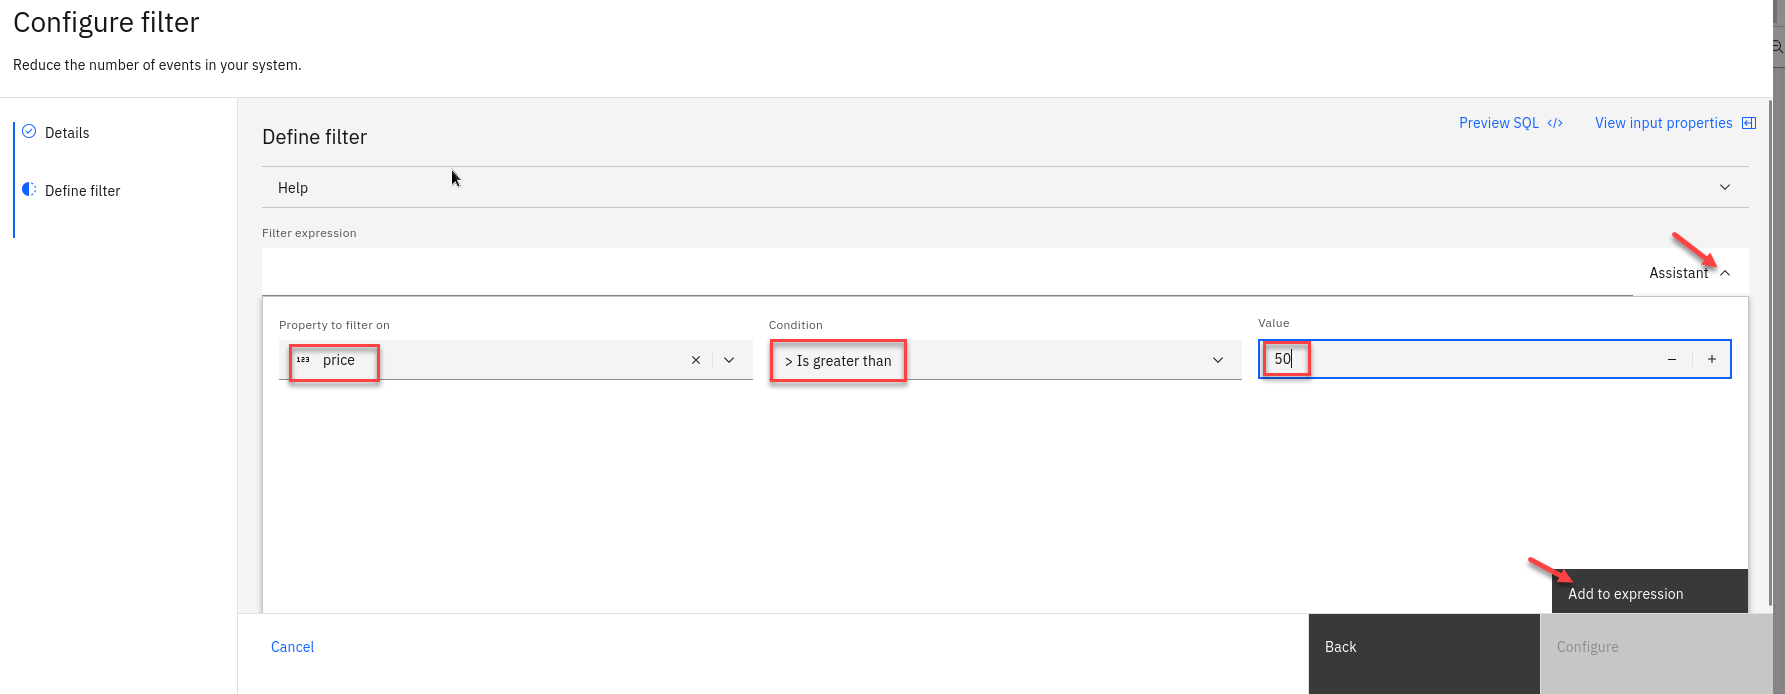 Configure filter
Reduce the number of events in your system.
Details
Define filter
Define filter
Preview SQL </>
View input properties
Help
Filter expression
Assistant
Property to filter on
Condition
Value
123 price
> Is greater than
50
Add to expression
Cancel
Back
Configure